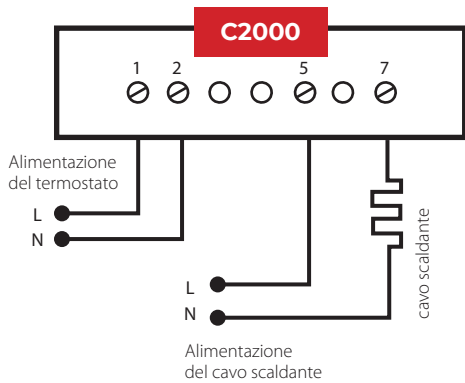 C2000
1 2 5 7
Alimentazione
del termostato
L
N
cavo scaldante
L
N
Alimentazione
del cavo scaldante